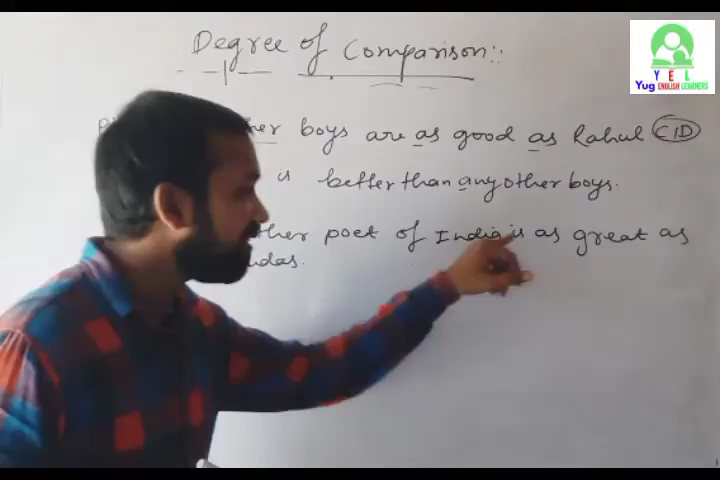 Degree of Comparison::
boys are as good as Rahul CID
is better than any other boys.
poet of India is as great as
Y E L
Yug ENGLISH LEARNERS